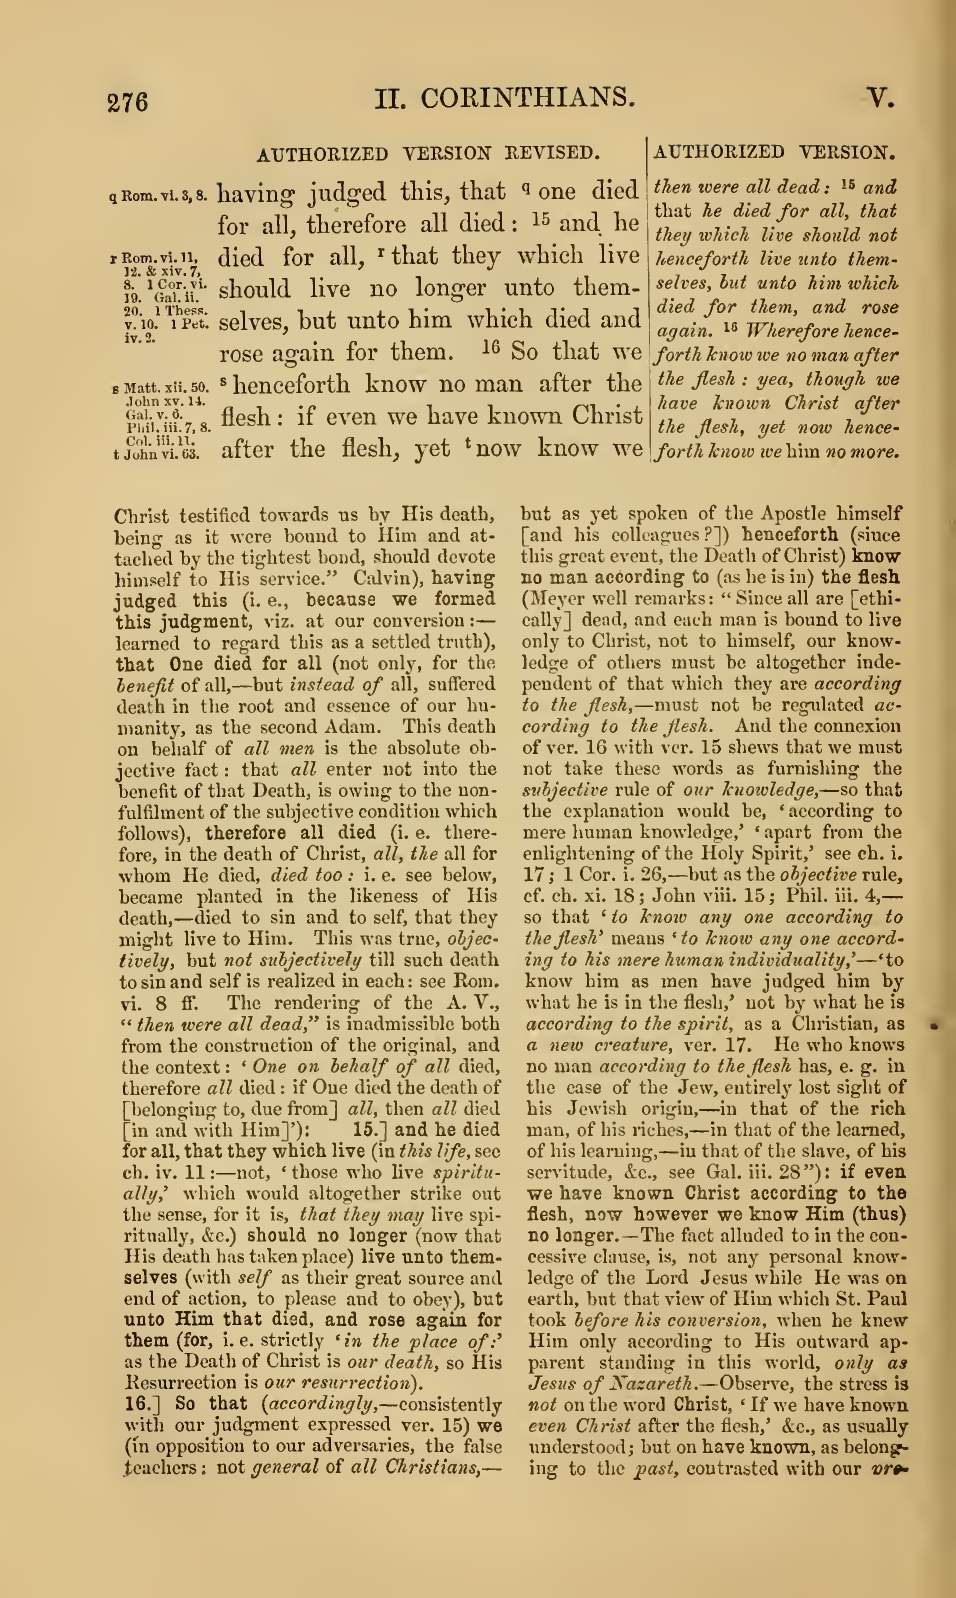 276
II. CORINTHIANS.
V.
AUTHORIZED VERSION REVISED.
q Rom. vi. 3, 8.
having judged this, that q one died
for all, therefore all died: 15 and he
r Rom. vi. 11,
12. & xiv. 7,
8. 1 Cor. vi.
19. Gal. ii.
20. 1 Thess.
v. 10. 1 Pet.
iv. 2.
died for all, r that they which live
should live no longer unto them-
selves, but unto him which died and
rose again for them. 16 So that we
s Matt. xii. 50.
John xv. 14.
Gal. v. 6.
Phil. iii. 7, 8.
Col. iii. 11.
t John vi. 63.
s henceforth know no man after the
flesh: if even we have known Christ
after the flesh, yet t now know we
AUTHORIZED VERSION.
then were all dead: 15 and
that he died for all, that
they which live should not
henceforth live unto them-
selves, but unto him which
died for them, and rose
again. 16 Wherefore hence-
forth know we no man after
the flesh: yea, though we
have known Christ after
the flesh, yet now hence-
forth know we him no more.
Christ testified towards us by His death,
being as it were bound to Him and at-
tached by the tightest bond, should devote
himself to His service.” Calvin), having
judged this (i. e., because we formed
this judgment, viz. at our conversion:—
learned to regard this as a settled truth),
that One died for all (not only, for the
benefit of all,—but instead of all, suffered
death in the root and essence of our hu-
manity, as the second Adam. This death
on behalf of all men is the absolute ob-
jective fact: that all enter not into the
benefit of that Death, is owing to the non-
fulfilment of the subjective condition which
follows), therefore all died (i. e. there-
fore, in the death of Christ, all, the all for
whom He died, died too: i. e. see below,
became planted in the likeness of His
death,—died to sin and to self, that they
might live to Him. This was true, objec-
tively, but not subjectively till such death
to sin and self is realized in each: see Rom.
vi. 8 ff. The rendering of the A. V.,
“then were all dead,” is inadmissible both
from the construction of the original, and
the context: ‘One on behalf of all died,
therefore all died: if One died the death of
[belonging to, due from] all, then all died
[in and with Him]’): 15.] and he died
for all, that they which live (in this life, see
ch. iv. 11:—not, ‘those who live spiritu-
ally,’ which would altogether strike out
the sense, for it is, that they may live spi-
ritually, &c.) should no longer (now that
His death has taken place) live unto them-
selves (with self as their great source and
end of action, to please and to obey), but
unto Him that died, and rose again for
them (for, i. e. strictly ‘in the place of:’
as the Death of Christ is our death, so His
Resurrection is our resurrection).
16.] So that (accordingly,—consistently
with our judgment expressed ver. 15) we
(in opposition to our adversaries, the false
teachers: not general of all Christians,—
but as yet spoken of the Apostle himself
[and his colleagues?]) henceforth (since
this great event, the Death of Christ) know
no man according to (as he is in) the flesh
(Meyer well remarks: “Since all are [ethi-
cally] dead, and each man is bound to live
only to Christ, not to himself, our know-
ledge of others must be altogether inde-
pendent of that which they are according
to the flesh,—must not be regulated ac-
cording to the flesh. And the connexion
of ver. 16 with ver. 15 shews that we must
not take these words as furnishing the
subjective rule of our knowledge,—so that
the explanation would be, ‘according to
mere human knowledge,’ ‘apart from the
enlightening of the Holy Spirit,’ see ch. i.
17; 1 Cor. i. 26,—but as the objective rule,
cf. ch. xi. 18; John viii. 15; Phil. iii. 4,—
so that ‘to know any one according to
the flesh’ means ‘to know any one accord-
ing to his mere human individuality,’—‘to
know him as men have judged him by
what he is in the flesh,’ not by what he is
according to the spirit, as a Christian, as
a new creature, ver. 17. He who knows
no man according to the flesh has, e. g. in
the case of the Jew, entirely lost sight of
his Jewish origin,—in that of the rich
man, of his riches,—in that of the learned,
of his learning,—in that of the slave, of his
servitude, &c., see Gal. iii. 28”): if even
we have known Christ according to the
flesh, now however we know Him (thus)
no longer.—The fact alluded to in the con-
cessive clause, is, not any personal know-
ledge of the Lord Jesus while He was on
earth, but that view of Him which St. Paul
took before his conversion, when he knew
Him only according to His outward ap-
parent standing in this world, only as
Jesus of Nazareth.—Observe, the stress is
not on the word Christ, ‘If we have known
even Christ after the flesh,’ &c., as usually
understood; but on have known, as belong-
ing to the past, contrasted with our pre-